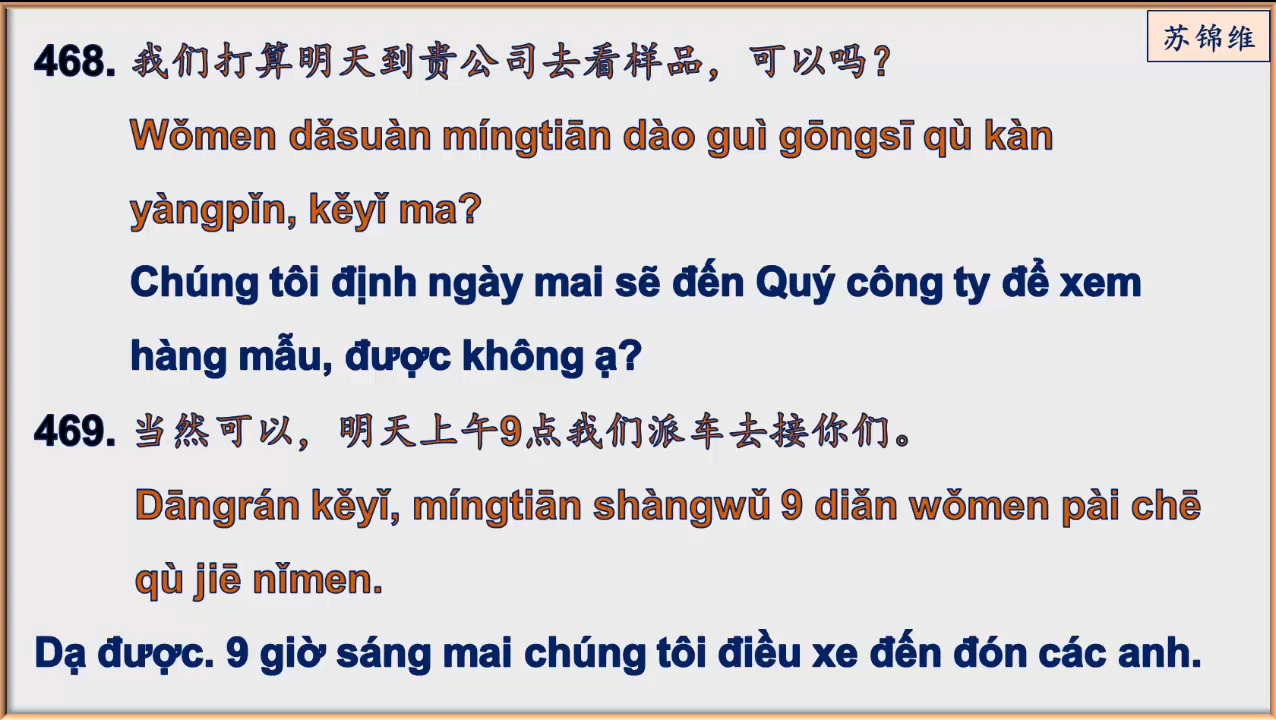 苏锦维
468. 我们打算明天到贵公司去看样品，可以吗？
Wǒmen dǎsuàn míngtiān dào guì gōngsī qù kàn
yàngpǐn, kěyǐ ma?
Chúng tôi định ngày mai sẽ đến Quý công ty để xem
hàng mẫu, được không ạ?
469. 当然可以，明天上午9点我们派车去接你们。
Dāngrán kěyǐ, míngtiān shàngwǔ 9 diǎn wǒmen pài chē
qù jiē nǐmen.
Dạ được. 9 giờ sáng mai chúng tôi điều xe đến đón các anh.